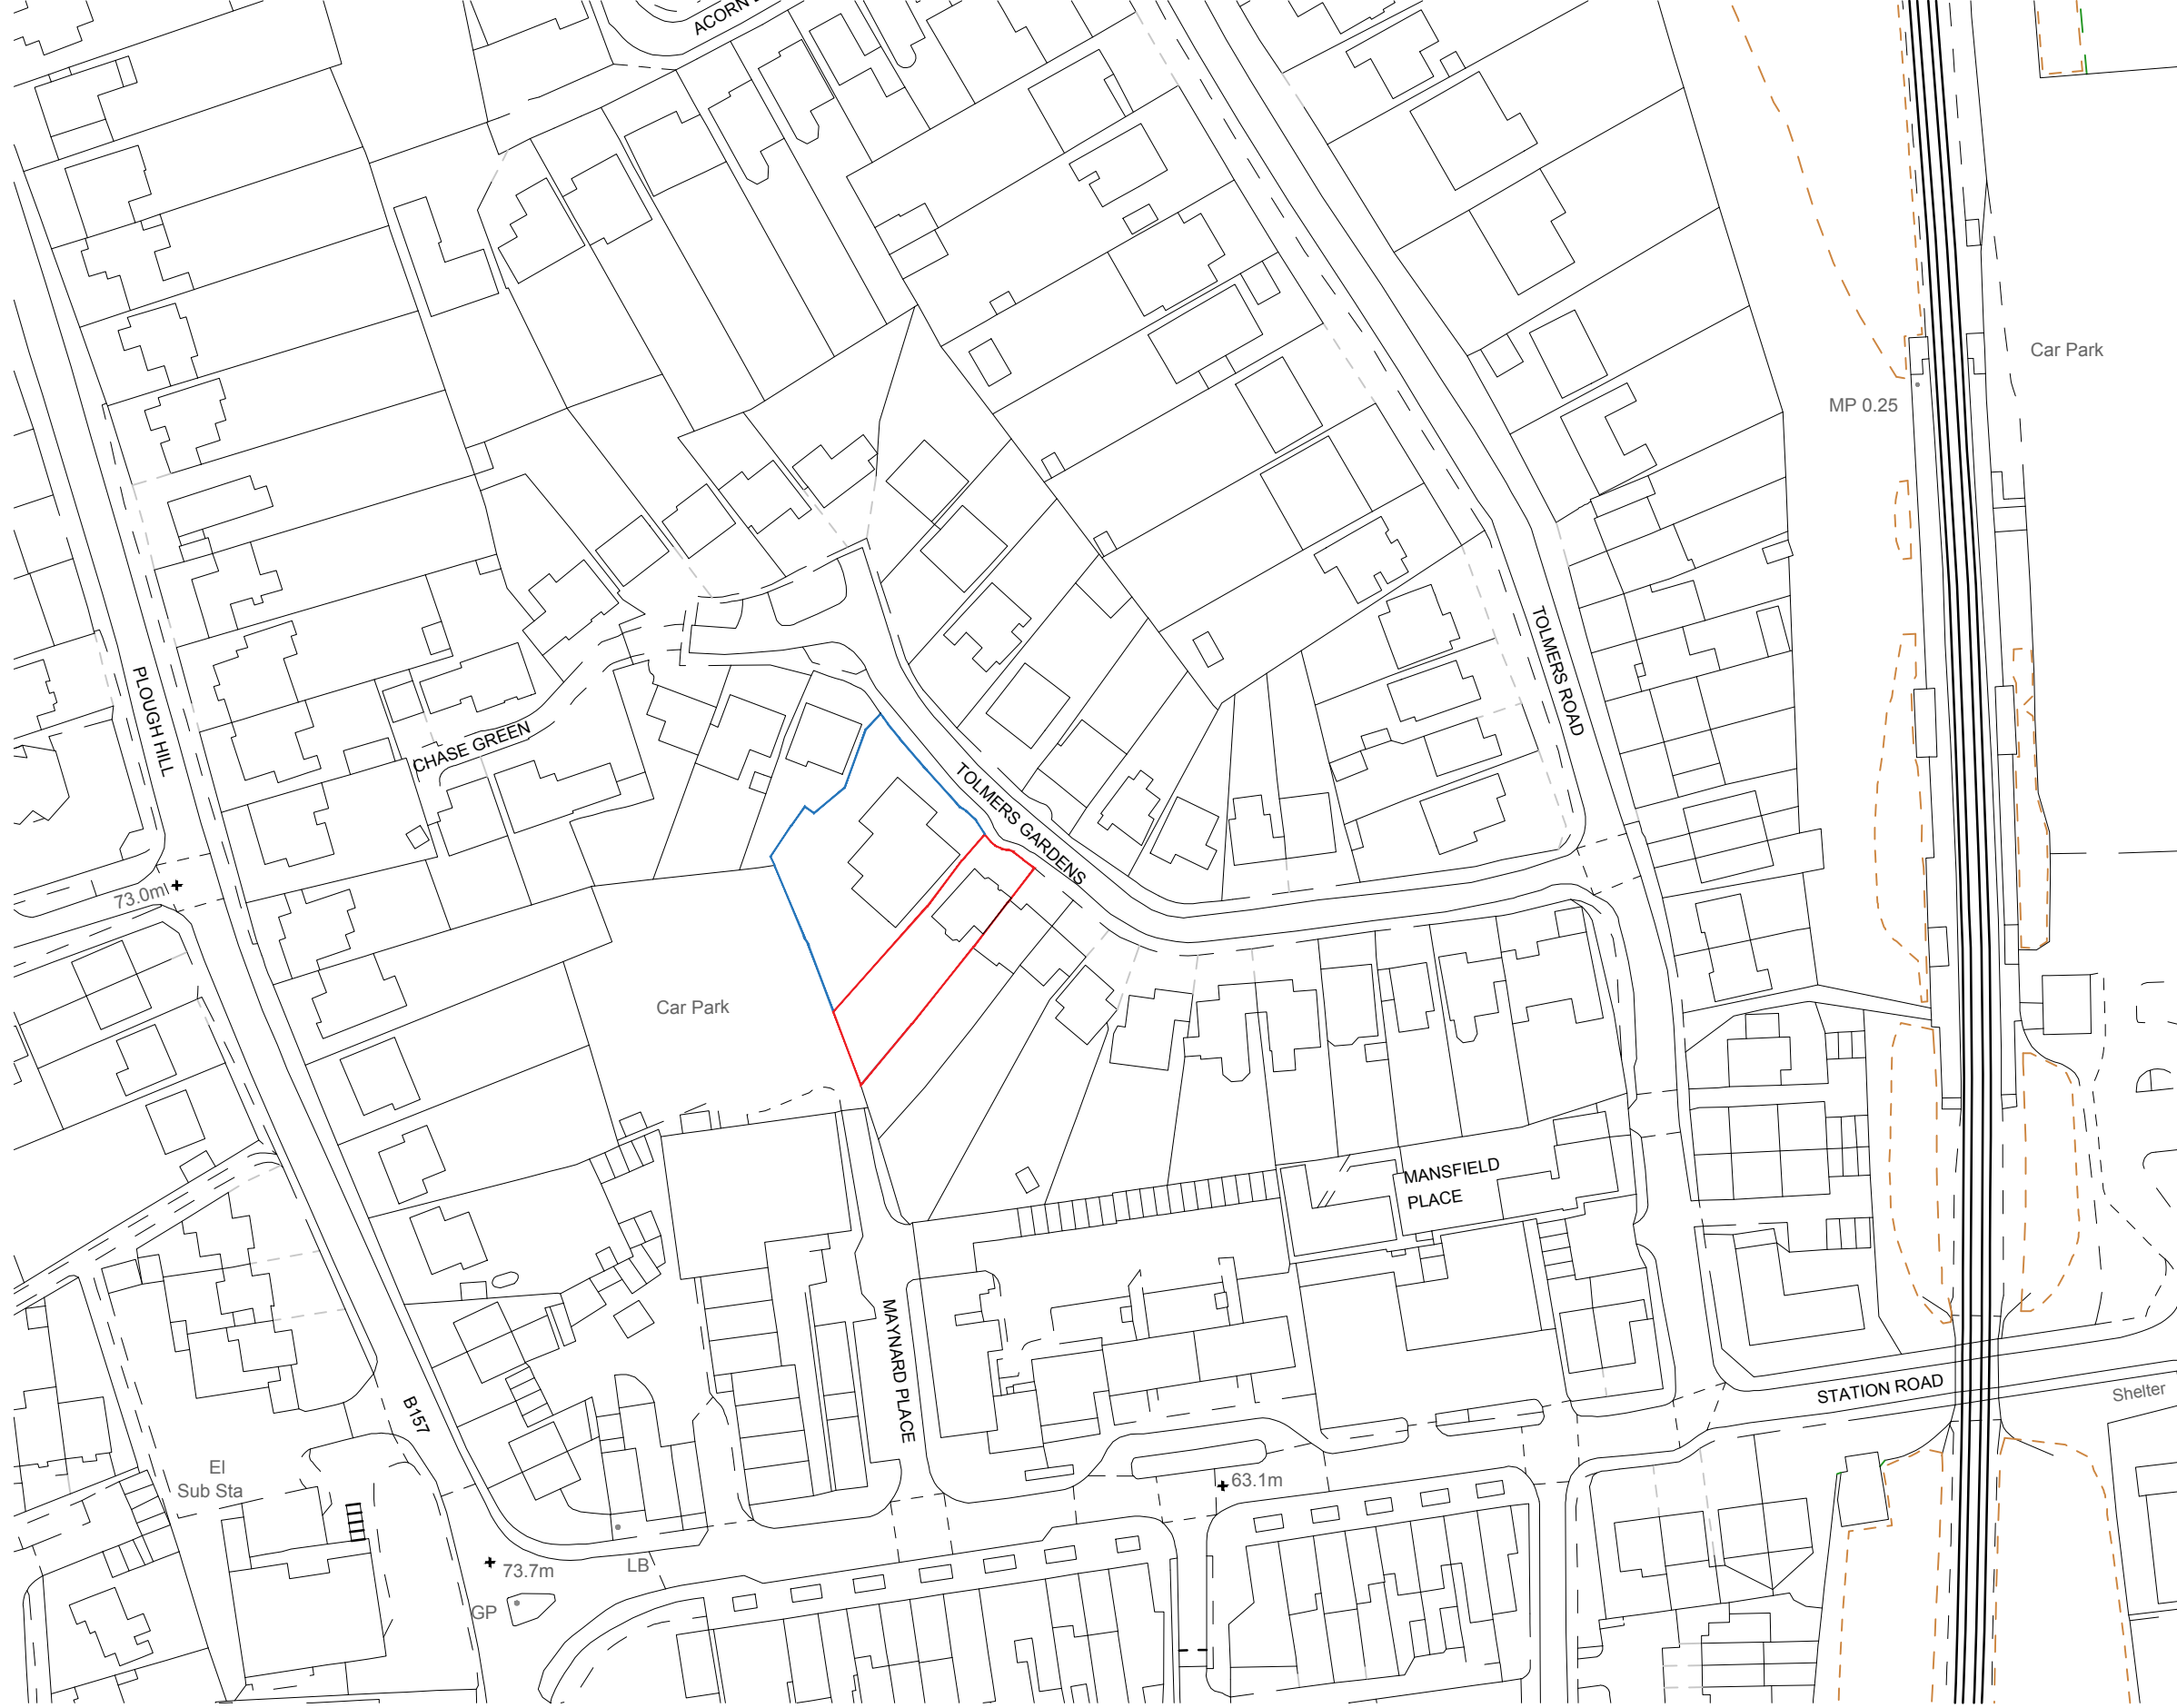 ACORN
Car Park
MP 0.25
TOLMERS ROAD
PLOUGH HILL
CHASE GREEN
TOLMERS GARDENS
73.0m
Car Park
MANSFIELD
PLACE
MAYNARD PLACE
STATION ROAD
Shelter
B157
El
Sub Sta
63.1m
73.7m
LB
GP